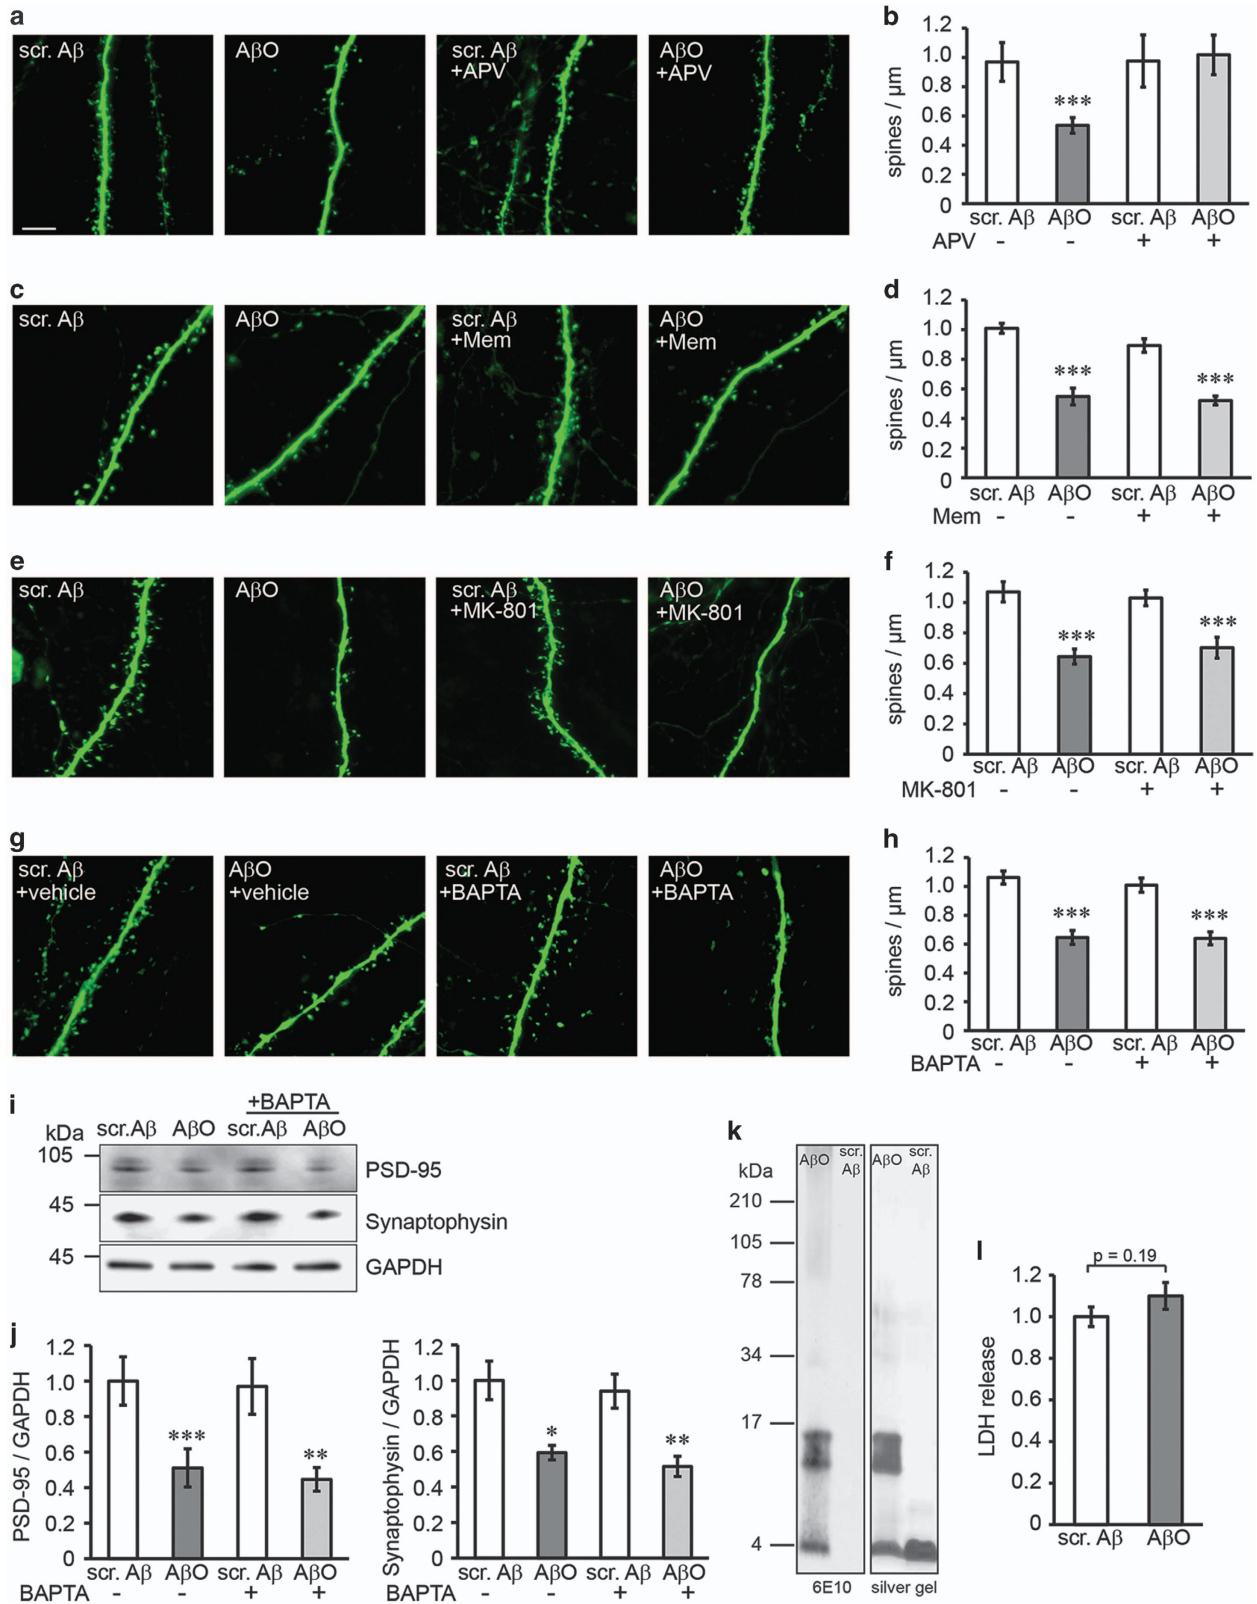 a
scr. Aβ
AβO
scr. Aβ
+APV
AβO
+APV
b
1.2
1.0
0.8
0.6
0.4
0.2
0
spines / μm
***
scr. Aβ AβO scr. Aβ AβO
APV - - + +
c
scr. Aβ
AβO
scr. Aβ
+Mem
AβO
+Mem
d
1.2
1.0
0.8
0.6
0.4
0.2
0
spines / μm
*** ***
scr. Aβ AβO scr. Aβ AβO
Mem - - + +
e
scr. Aβ
AβO
scr. Aβ
+MK-801
AβO
+MK-801
f
1.2
1.0
0.8
0.6
0.4
0.2
0
spines / μm
*** ***
scr. Aβ AβO scr. Aβ AβO
MK-801 - - + +
g
scr. Aβ
+vehicle
AβO
+vehicle
scr. Aβ
+BAPTA
AβO
+BAPTA
h
1.2
1.0
0.8
0.6
0.4
0.2
0
spines / μm
*** ***
scr. Aβ AβO scr. Aβ AβO
BAPTA - - + +
i
+BAPTA
kDa scr.Aβ AβO scr.Aβ AβO
105
PSD-95
45
Synaptophysin
45
GAPDH
j
1.2
1.0
0.8
0.6
0.4
0.2
0
PSD-95 / GAPDH
*** **
scr. Aβ AβO scr. Aβ AβO
BAPTA - - + +
1.2
1.0
0.8
0.6
0.4
0.2
0
Synaptophysin / GAPDH
* **
scr. Aβ AβO scr. Aβ AβO
BAPTA - - + +
k
kDa
AβO scr. Aβ AβO scr. Aβ
210
105
78
34
17
4
6E10 silver gel
l
p = 0.19
1.2
1.0
0.8
0.6
0.4
0.2
0
LDH release
scr. Aβ AβO